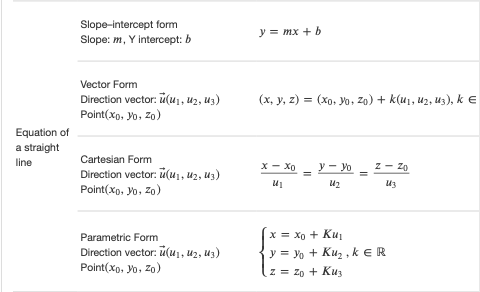 Slope–intercept form
Slope: m, Y intercept: b
y = mx + b
Vector Form
Direction vector: u⃗(u₁, u₂, u₃)
Point(x₀, y₀, z₀)
(x, y, z) = (x₀, y₀, z₀) + k(u₁, u₂, u₃), k ∈
Equation of
a straight
line
Cartesian Form
Direction vector: u⃗(u₁, u₂, u₃)
Point(x₀, y₀, z₀)
(x − x₀)/u₁ = (y − y₀)/u₂ = (z − z₀)/u₃
Parametric Form
Direction vector: u⃗(u₁, u₂, u₃)
Point(x₀, y₀, z₀)
x = x₀ + Ku₁
y = y₀ + Ku₂ , k ∈ ℝ
z = z₀ + Ku₃